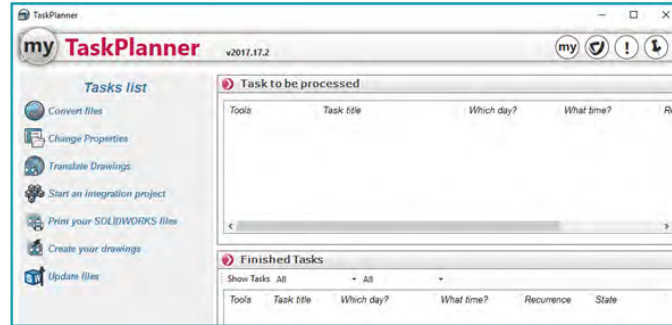 TaskPlanner
my TaskPlanner v2017.17.2 my !
Tasks list
Convert files
Change Properties
Translate Drawings
Start an integration project
Print your SOLIDWORKS files
Create your drawings
Update files
Task to be processed
Tools Task title Which day? What time? Re
Finished Tasks
Show Tasks All All
Tools Task title Which day? What time? Recurrence State